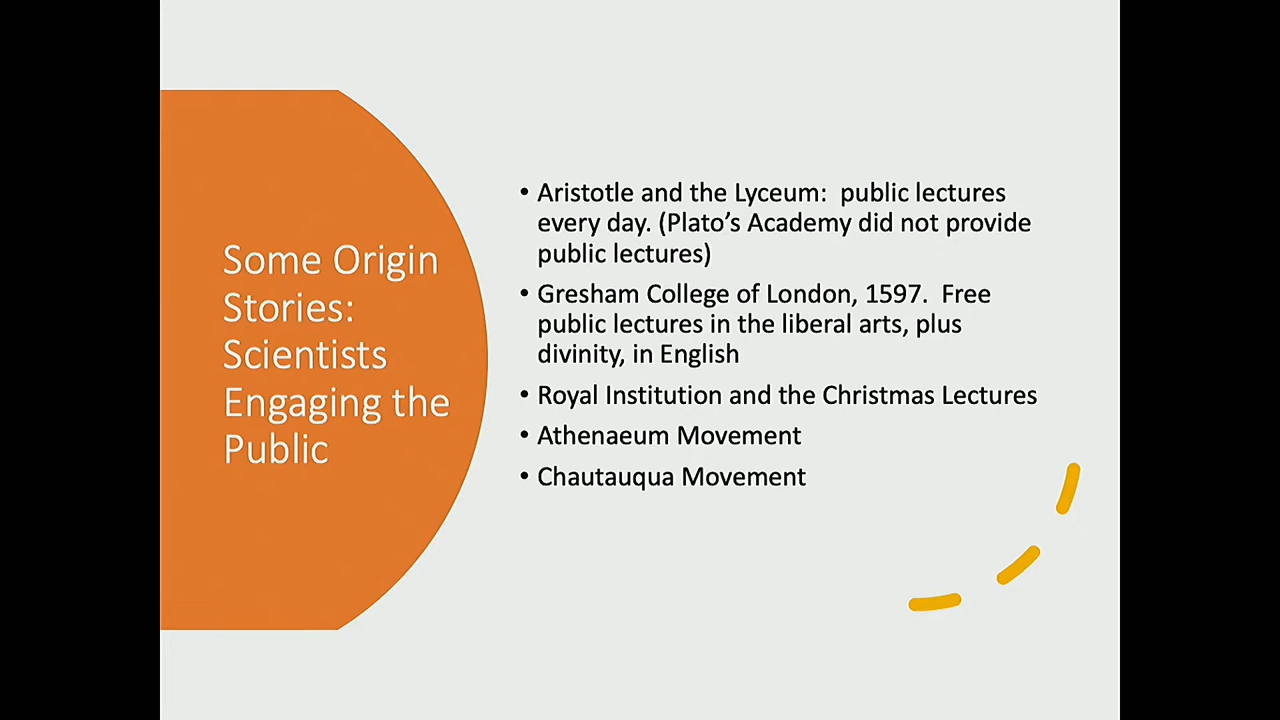 Some Origin
Stories:
Scientists
Engaging the
Public
• Aristotle and the Lyceum:  public lectures
every day. (Plato’s Academy did not provide
public lectures)
• Gresham College of London, 1597.  Free
public lectures in the liberal arts, plus
divinity, in English
• Royal Institution and the Christmas Lectures
• Athenaeum Movement
• Chautauqua Movement